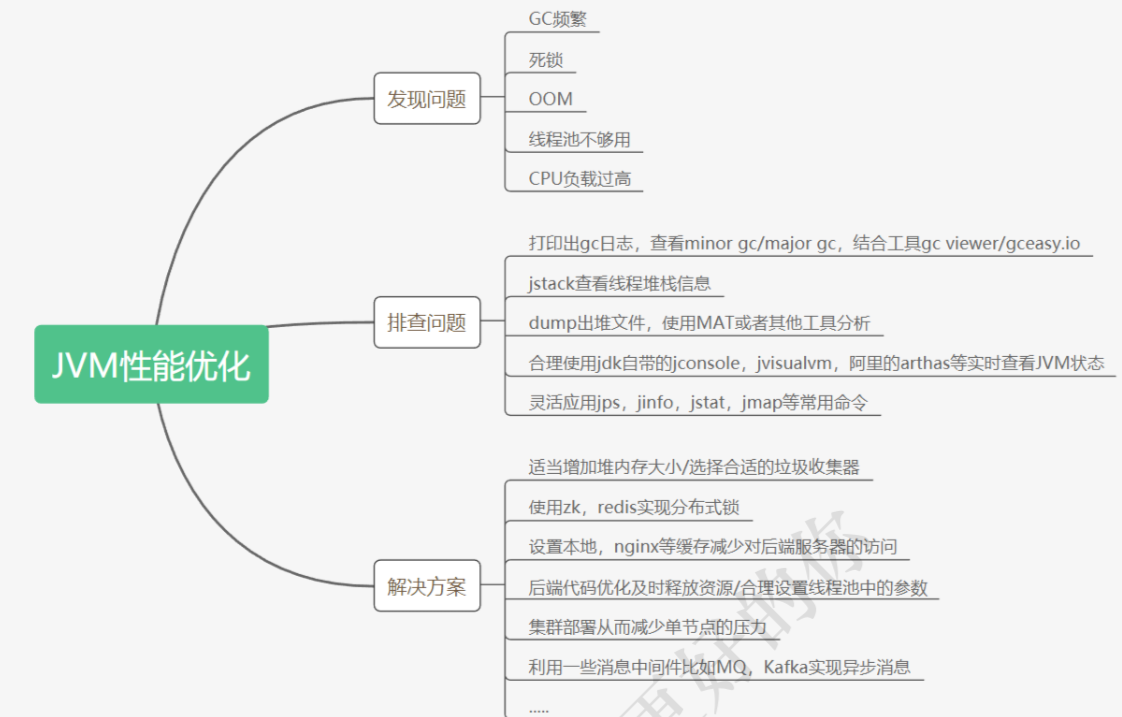 JVM性能优化
发现问题
GC频繁
死锁
OOM
线程池不够用
CPU负载过高
排查问题
打印出gc日志，查看minor gc/major gc，结合工具gc viewer/gceasy.io
jstack查看线程堆栈信息
dump出堆文件，使用MAT或者其他工具分析
合理使用jdk自带的jconsole，jvisualvm，阿里的arthas等实时查看JVM状态
灵活应用jps，jinfo，jstat，jmap等常用命令
解决方案
适当增加堆内存大小/选择合适的垃圾收集器
使用zk，redis实现分布式锁
设置本地，nginx等缓存减少对后端服务器的访问
后端代码优化及时释放资源/合理设置线程池中的参数
集群部署从而减少单节点的压力
利用一些消息中间件比如MQ，Kafka实现异步消息
.....
更好的你